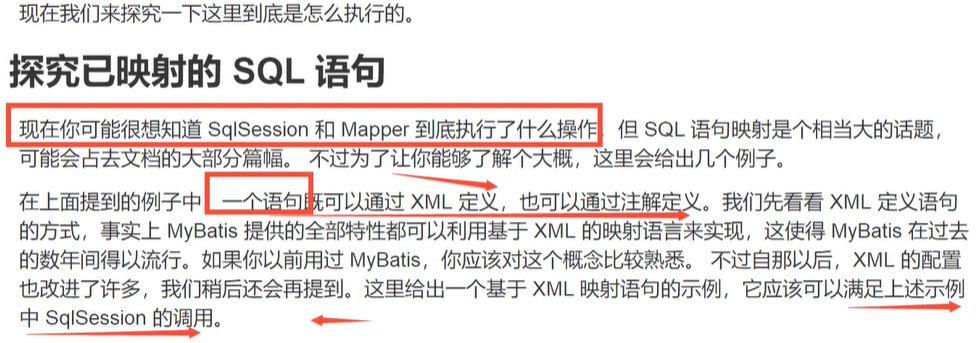 现在我们来探究一下这里到底是怎么执行的。
探究已映射的 SQL 语句
现在你可能很想知道 SqlSession 和 Mapper 到底执行了什么操作，但 SQL 语句映射是个相当大的话题，
可能会占去文档的大部分篇幅。 不过为了让你能够了解个大概，这里会给出几个例子。
在上面提到的例子中，一个语句既可以通过 XML 定义，也可以通过注解定义。我们先看看 XML 定义语句
的方式，事实上 MyBatis 提供的全部特性都可以利用基于 XML 的映射语言来实现，这使得 MyBatis 在过去
的数年间得以流行。如果你以前用过 MyBatis，你应该对这个概念比较熟悉。 不过自那以后，XML 的配置
也改进了许多，我们稍后还会再提到。这里给出一个基于 XML 映射语句的示例，它应该可以满足上述示例
中 SqlSession 的调用。